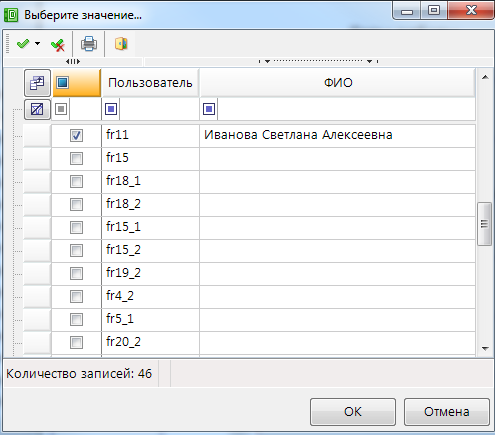 Выберите значение...
Пользователь ФИО
fr11 Иванова Светлана Алексеевна
fr15
fr18_1
fr18_2
fr15_1
fr15_2
fr19_2
fr4_2
fr5_1
fr20_2
Количество записей: 46
OK Отмена